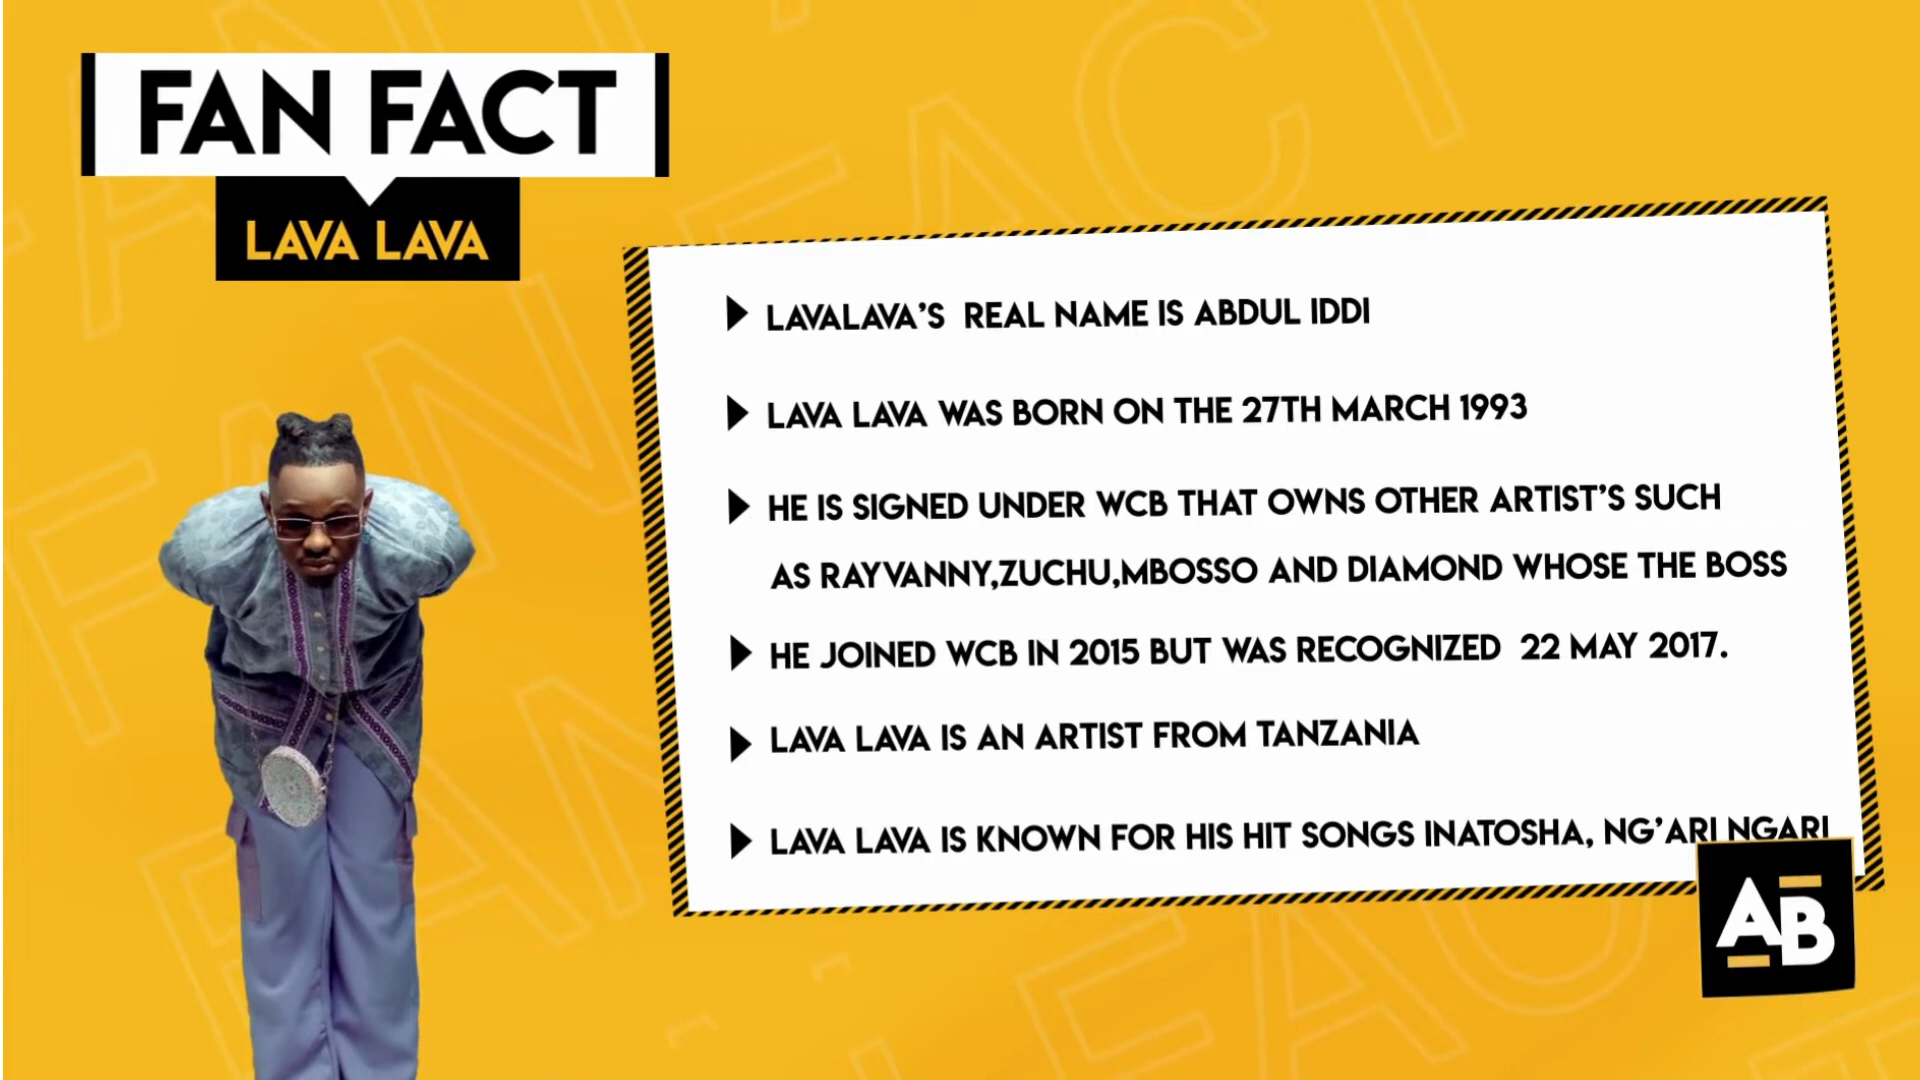 FAN FACT
LAVA LAVA
LAVALAVA'S REAL NAME IS ABDUL IDDI
LAVA LAVA WAS BORN ON THE 27TH MARCH 1993
HE IS SIGNED UNDER WCB THAT OWNS OTHER ARTIST'S SUCH
AS RAYVANNY,ZUCHU,MBOSSO AND DIAMOND WHOSE THE BOSS
HE JOINED WCB IN 2015 BUT WAS RECOGNIZED 22 MAY 2017.
LAVA LAVA IS AN ARTIST FROM TANZANIA
LAVA LAVA IS KNOWN FOR HIS HIT SONGS INATOSHA, NG'ARI NGARI
AB